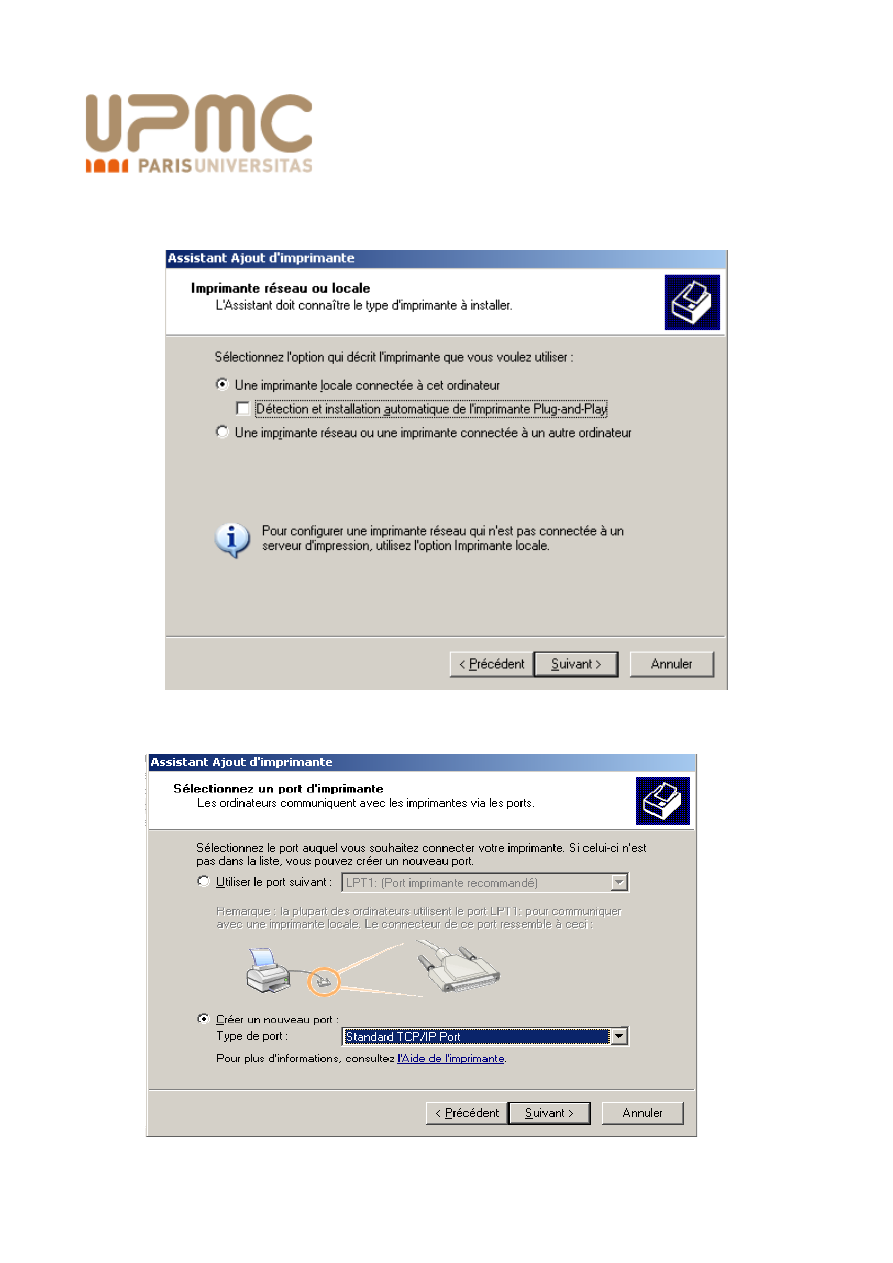 UPMC
PARISUNIVERSITAS
Assistant Ajout d'imprimante
Imprimante réseau ou locale
L'Assistant doit connaître le type d'imprimante à installer.
Sélectionnez l'option qui décrit l'imprimante que vous voulez utiliser :
Une imprimante locale connectée à cet ordinateur
Détection et installation automatique de l'imprimante Plug-and-Play
Une imprimante réseau ou une imprimante connectée à un autre ordinateur
Pour configurer une imprimante réseau qui n'est pas connectée à un
serveur d'impression, utilisez l'option Imprimante locale.
< Précédent Suivant > Annuler
Assistant Ajout d'imprimante
Sélectionnez un port d'imprimante
Les ordinateurs communiquent avec les imprimantes via les ports.
Sélectionnez le port auquel vous souhaitez connecter votre imprimante. Si celui-ci n'est
pas dans la liste, vous pouvez créer un nouveau port.
Utiliser le port suivant : LPT1: (Port imprimante recommandé)
Remarque : la plupart des ordinateurs utilisent le port LPT1: pour communiquer
avec une imprimante locale. Le connecteur de ce port ressemble à ceci :
Créer un nouveau port :
Type de port : Standard TCP/IP Port
Pour plus d'informations, consultez l'Aide de l'imprimante.
< Précédent Suivant > Annuler